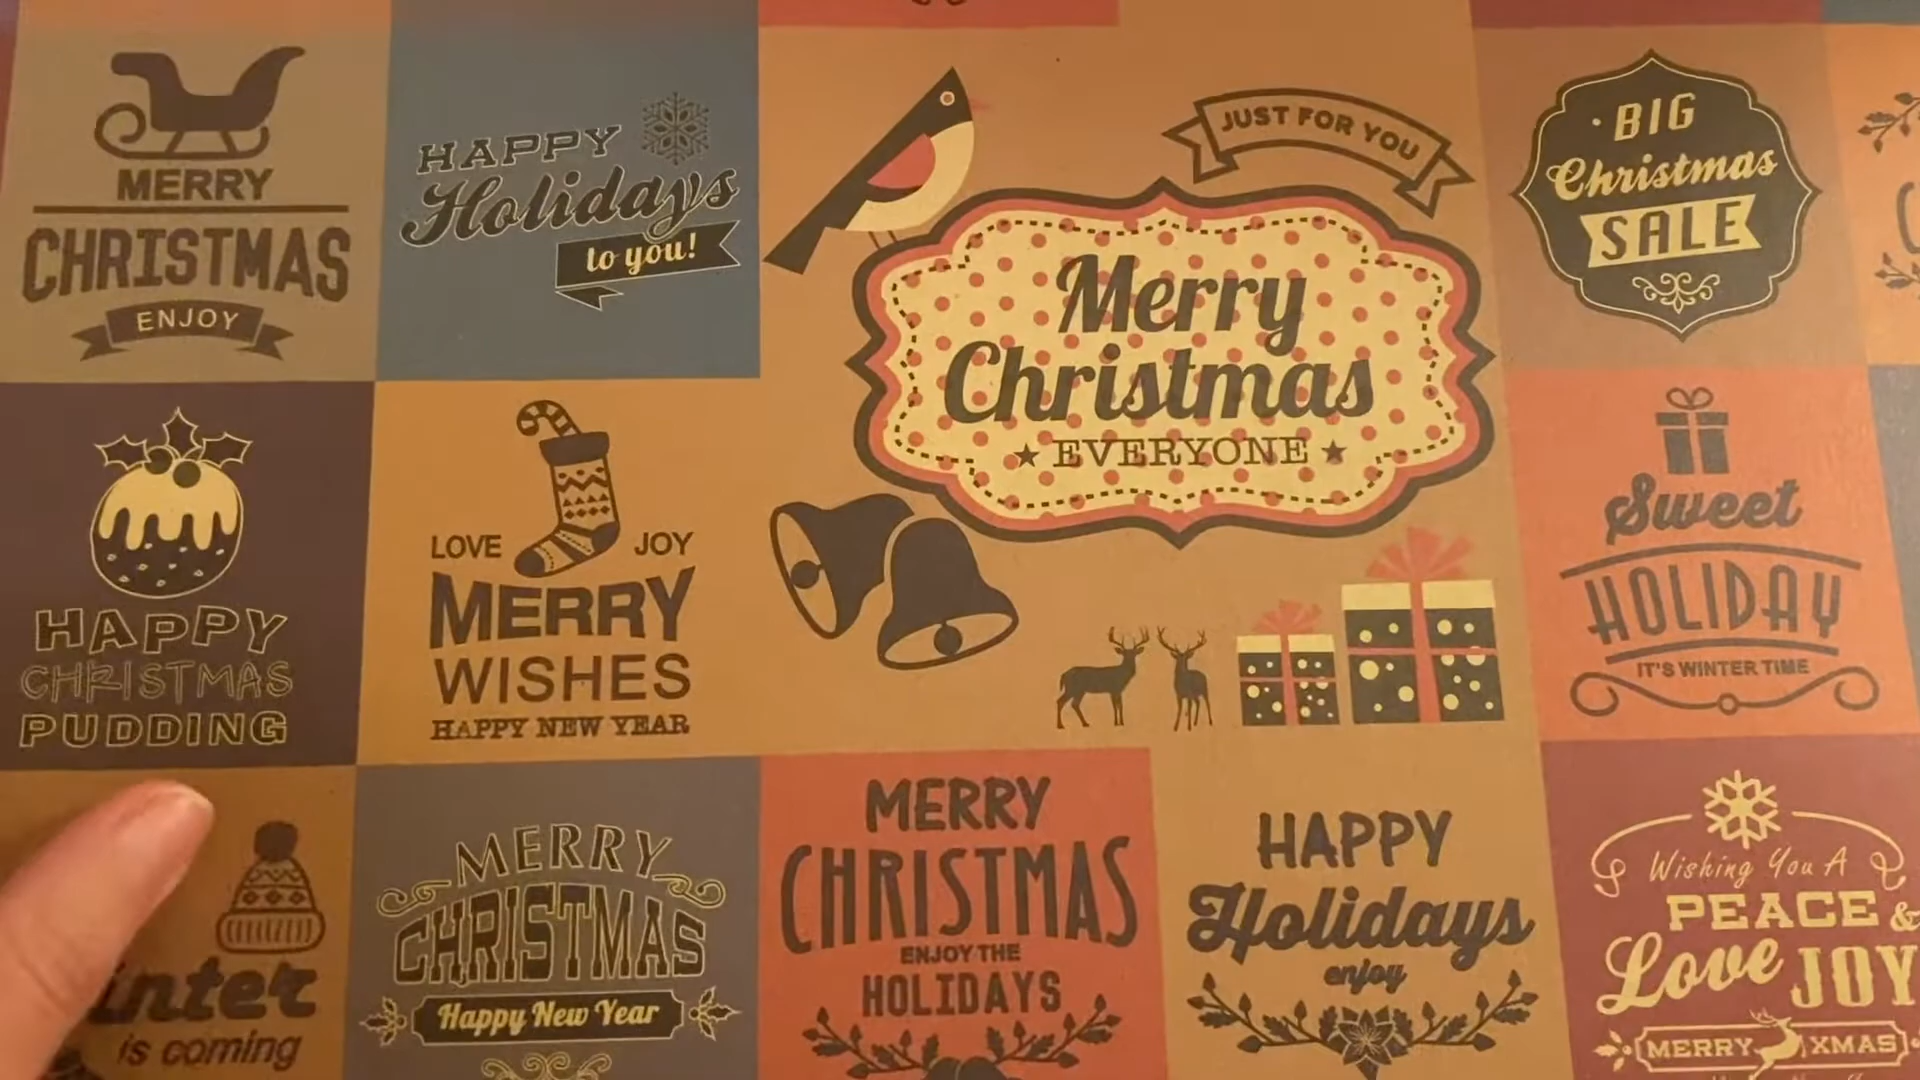 MERRY
CHRISTMAS
ENJOY
HAPPY
Holidays
to you!
JUST FOR YOU
Merry
Christmas
EVERYONE
BIG
Christmas
SALE
HAPPY
CHRISTMAS
PUDDING
LOVE JOY
MERRY
WISHES
HAPPY NEW YEAR
Sweet
HOLIDAY
IT'S WINTER TIME
is coming
MERRY
CHRISTMAS
Happy New Year
MERRY
CHRISTMAS
ENJOY THE
HOLIDAYS
HAPPY
Holidays
enjoy
Wishing You A
PEACE &
Love JOY
MERRY XMAS